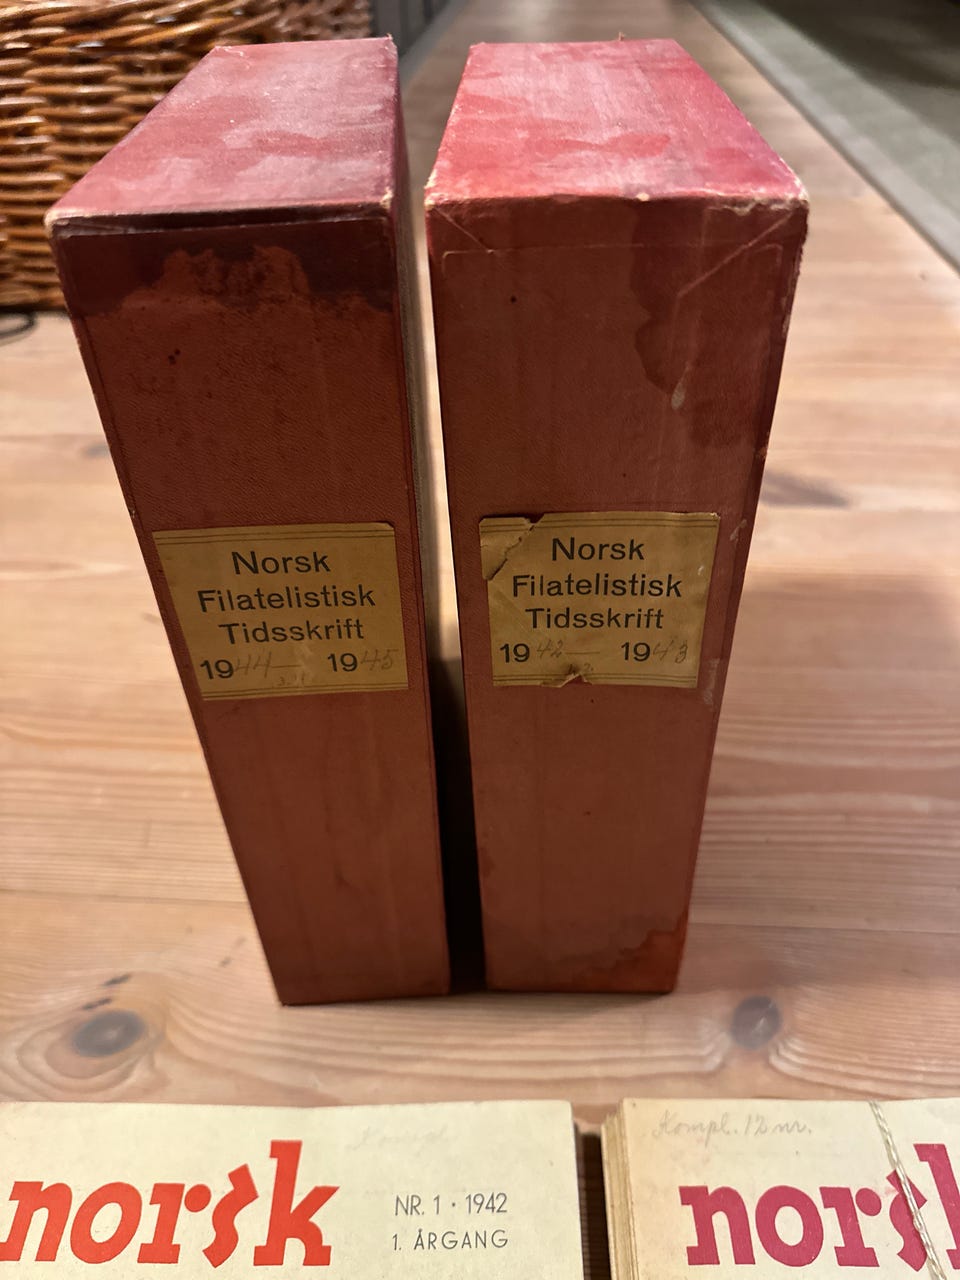 Norsk
Filatelistisk
Tidsskrift
1944— 1945
Norsk
Filatelistisk
Tidsskrift
1942— 1943
norsk
NR. 1 · 1942
1. ÅRGANG
Kompl. 12 nr.
norsk